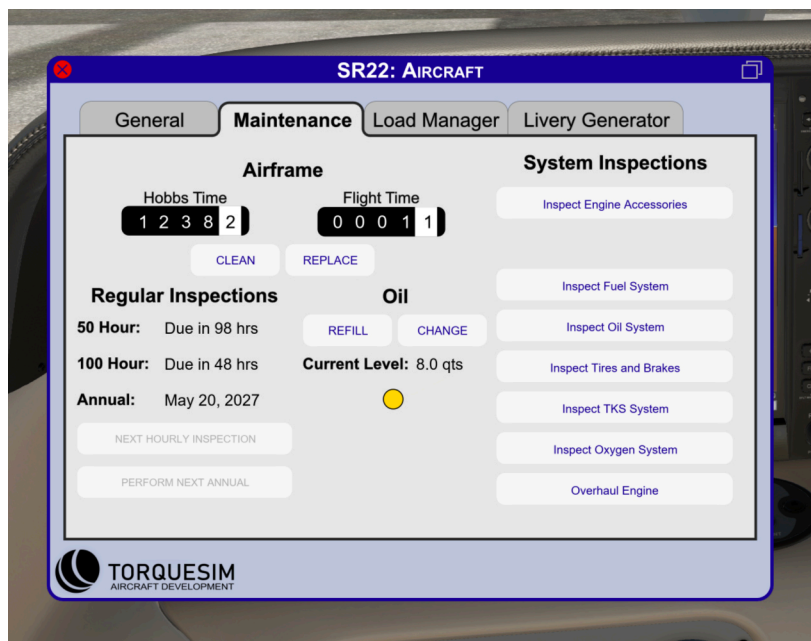 SR22: AIRCRAFT
General
Maintenance
Load Manager
Livery Generator
Airframe
Hobbs Time
Flight Time
1 2 3 8 2
0 0 0 1 1
CLEAN
REPLACE
Regular Inspections
50 Hour: Due in 98 hrs
100 Hour: Due in 48 hrs
Annual: May 20, 2027
NEXT HOURLY INSPECTION
PERFORM NEXT ANNUAL
Oil
REFILL
CHANGE
Current Level: 8.0 qts
System Inspections
Inspect Engine Accessories
Inspect Fuel System
Inspect Oil System
Inspect Tires and Brakes
Inspect TKS System
Inspect Oxygen System
Overhaul Engine
TORQUESIM
AIRCRAFT DEVELOPMENT